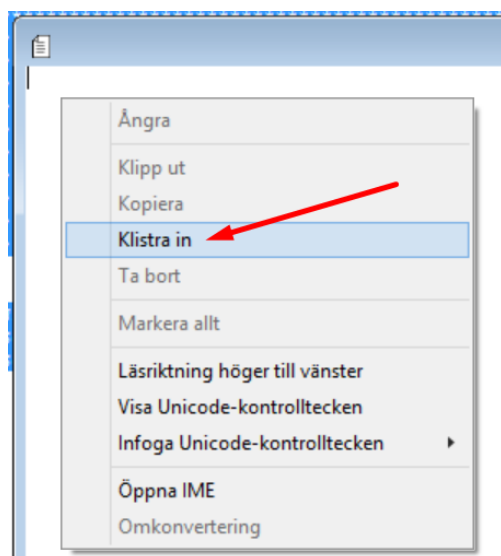 Ångra
Klipp ut
Kopiera
Klistra in
Ta bort
Markera allt
Läsriktning höger till vänster
Visa Unicode-kontrolltecken
Infoga Unicode-kontrolltecken
Öppna IME
Omkonvertering